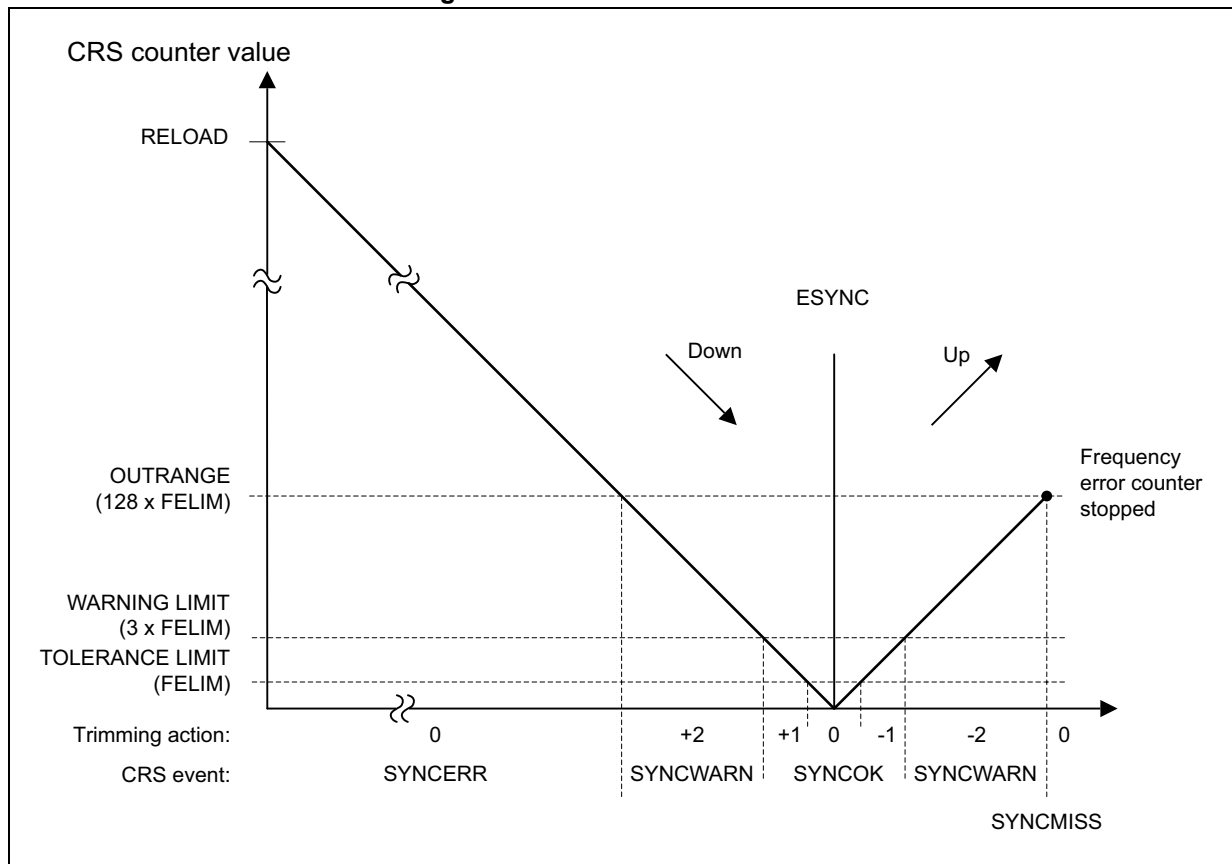 CRS counter value
RELOAD
ESYNC
Down
Up
OUTRANGE
(128 x FELIM)
Frequency
error counter
stopped
WARNING LIMIT
(3 x FELIM)
TOLERANCE LIMIT
(FELIM)
Trimming action: 0 +2 +1 0 -1 -2 0
CRS event: SYNCERR SYNCWARN SYNCOK SYNCWARN
SYNCMISS